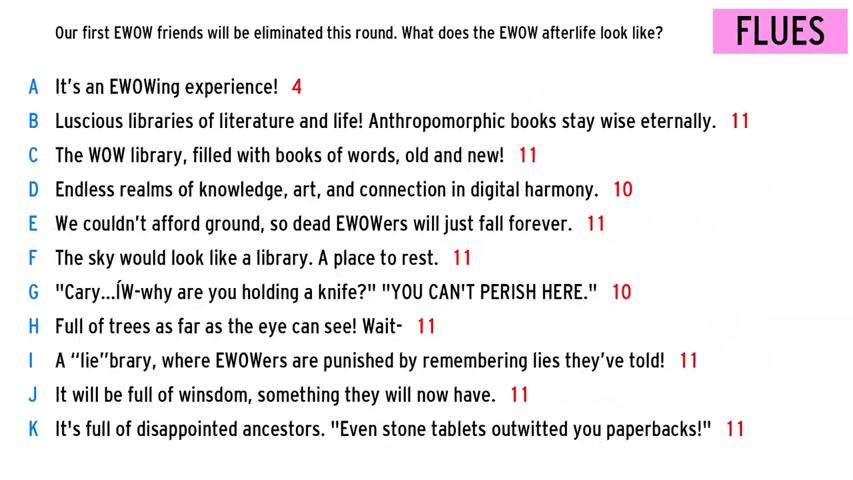 Our first EWOW friends will be eliminated this round. What does the EWOW afterlife look like?
FLUES
A It's an EWOWing experience! 4
B Luscious libraries of literature and life! Anthropomorphic books stay wise eternally. 11
C The WOW library, filled with books of words, old and new! 11
D Endless realms of knowledge, art, and connection in digital harmony. 10
E We couldn't afford ground, so dead EWOWers will just fall forever. 11
F The sky would look like a library. A place to rest. 11
G "Cary...ÍW-why are you holding a knife?" "YOU CAN'T PERISH HERE." 10
H Full of trees as far as the eye can see! Wait- 11
I A “lie”brary, where EWOWers are punished by remembering lies they've told! 11
J It will be full of winsdom, something they will now have. 11
K It's full of disappointed ancestors. "Even stone tablets outwitted you paperbacks!" 11